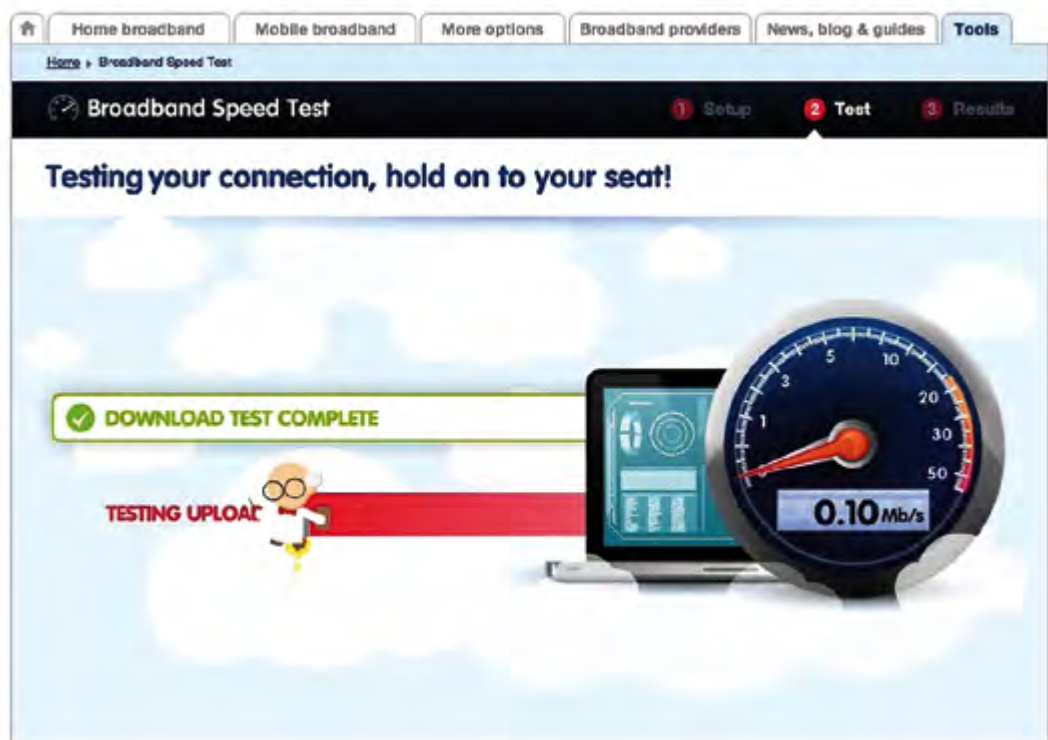 Home broadband Mobile broadband More options Broadband providers News, blog & guides Tools
Home ▸ Broadband Speed Test
Broadband Speed Test 1 Setup 2 Test 3 Results
Testing your connection, hold on to your seat!
5 10
3
20
DOWNLOAD TEST COMPLETE
1
30
50
TESTING UPLOAD
0.10 Mb/s